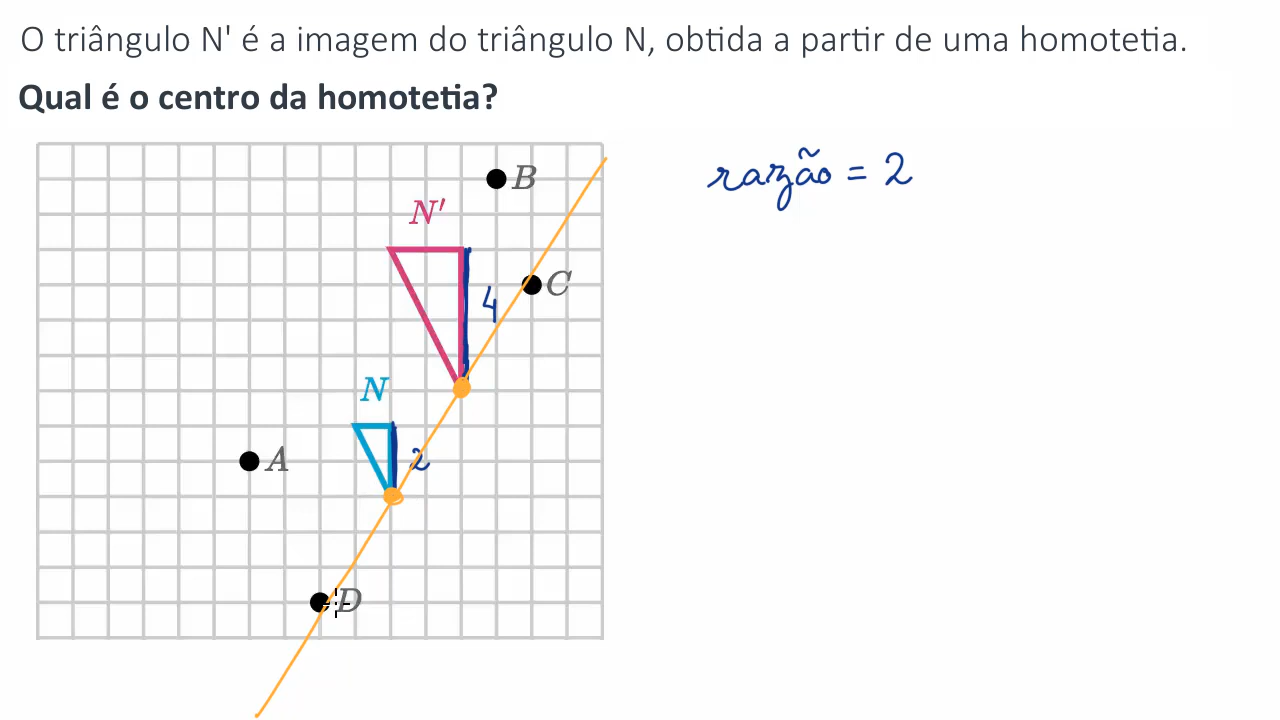 O triângulo N' é a imagem do triângulo N, obtida a partir de uma homotetia.
Qual é o centro da homotetia?
razão = 2
B
N'
C
4
N
A
2
D